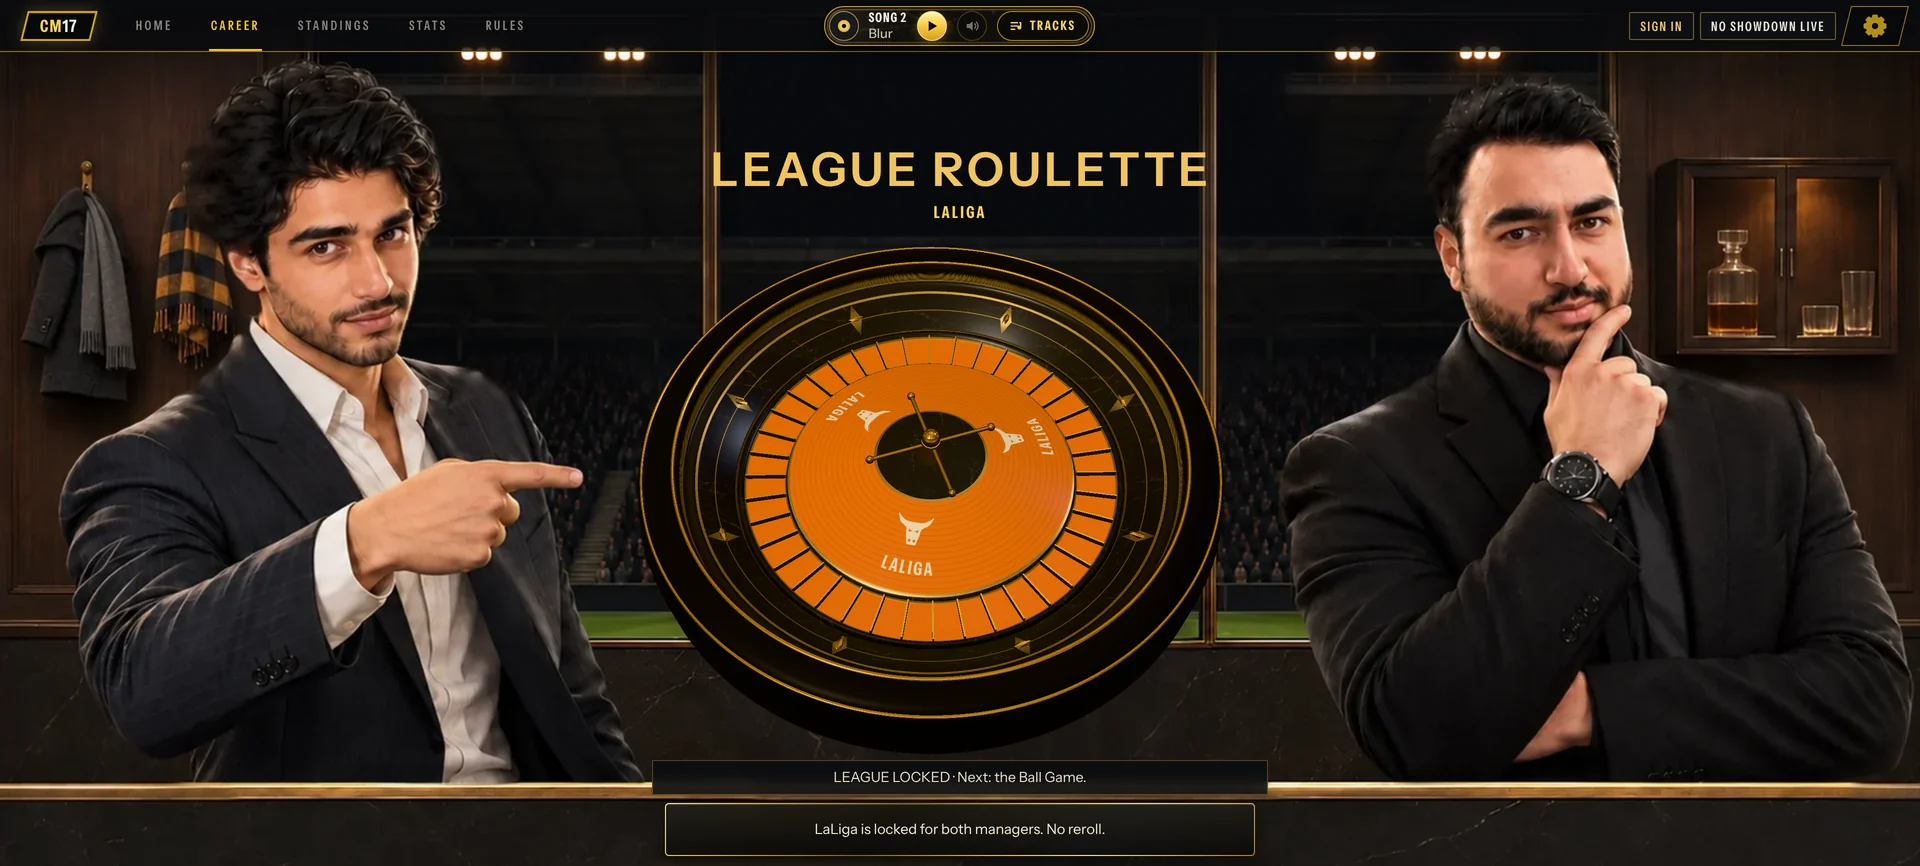 CM17
HOME
CAREER
STANDINGS
STATS
RULES
SONG 2
Blur
TRACKS
SIGN IN
NO SHOWDOWN LIVE
LEAGUE ROULETTE
LALIGA
LALIGA
LALIGA
LALIGA
LEAGUE LOCKED · Next: the Ball Game.
LaLiga is locked for both managers. No reroll.